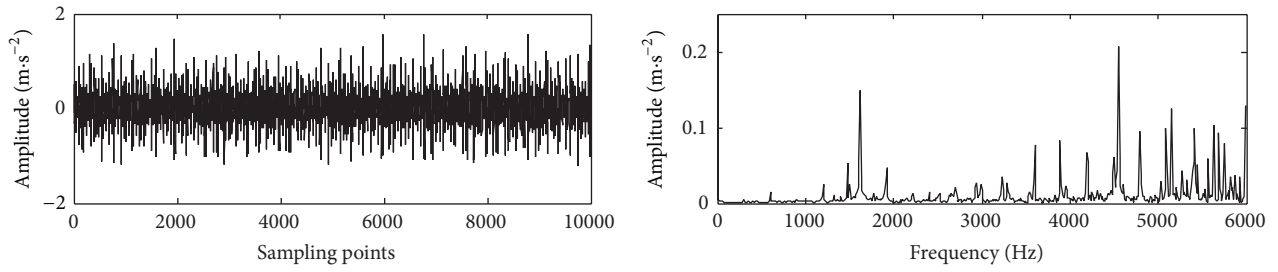 2
0
−2
Amplitude (m·s−2)
0 2000 4000 6000 8000 10000
Sampling points
0.2
0.1
0
Amplitude (m·s−2)
0 1000 2000 3000 4000 5000 6000
Frequency (Hz)